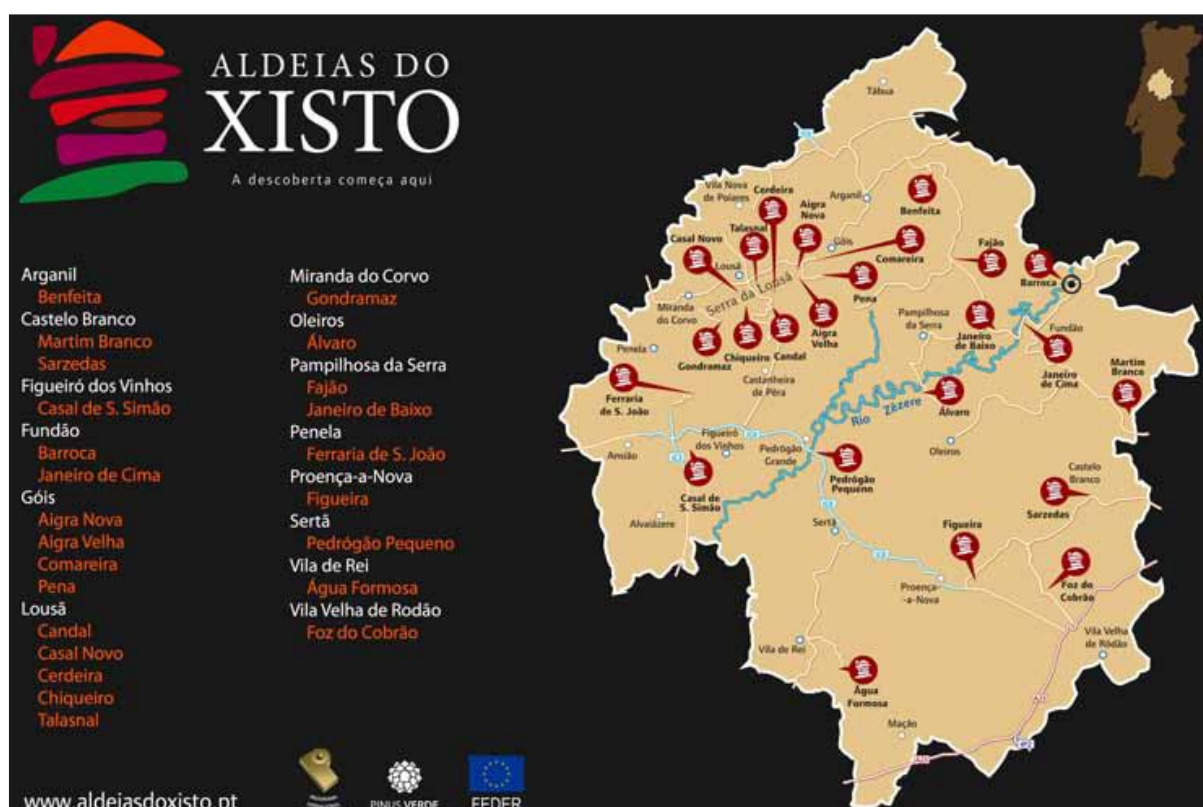 ALDEIAS DO
XISTO
A descoberta começa aqui
Arganil
Benfeita
Castelo Branco
Martim Branco
Sarzedas
Figueiró dos Vinhos
Casal de S. Simão
Fundão
Barroca
Janeiro de Cima
Góis
Aigra Nova
Aigra Velha
Comareira
Pena
Lousã
Candal
Casal Novo
Cerdeira
Chiqueiro
Talasnal
Miranda do Corvo
Gondramaz
Oleiros
Álvaro
Pampilhosa da Serra
Fajão
Janeiro de Baixo
Penela
Ferraria de S. João
Proença-a-Nova
Figueira
Sertã
Pedrógão Pequeno
Vila de Rei
Água Formosa
Vila Velha de Rodão
Foz do Cobrão
www.aldeiasdoxisto.pt
PINUS VERDE
FEDER
Tábua
Vila Nova
de Poiares
Cerdeira
Arganil
Benfeita
Aigra
Nova
Talasnal
Casal Novo
Góis
Comareira
Fajão
Barroca
Lousã
Serra da Lousã
Pena
Miranda
do Corvo
Aigra
Velha
Pampilhosa
da Serra
Janeiro
de Baixo
Fundão
Penela
Gondramaz
Chiqueiro
Candal
Janeiro
de Cima
Martim
Branco
Castanheira
de Pêra
Ferraria
de S. João
Rio Zêzere
Álvaro
Ansião
Figueiró
dos Vinhos
Pedrógão
Grande
Oleiros
Pedrógão
Pequeno
Casal de
S. Simão
Castelo
Branco
Sarzedas
Alvaiázere
Sertã
Figueira
Proença-
-a-Nova
Foz do
Cobrão
Vila de Rei
Vila Velha
de Ródão
Água
Formosa
Mação